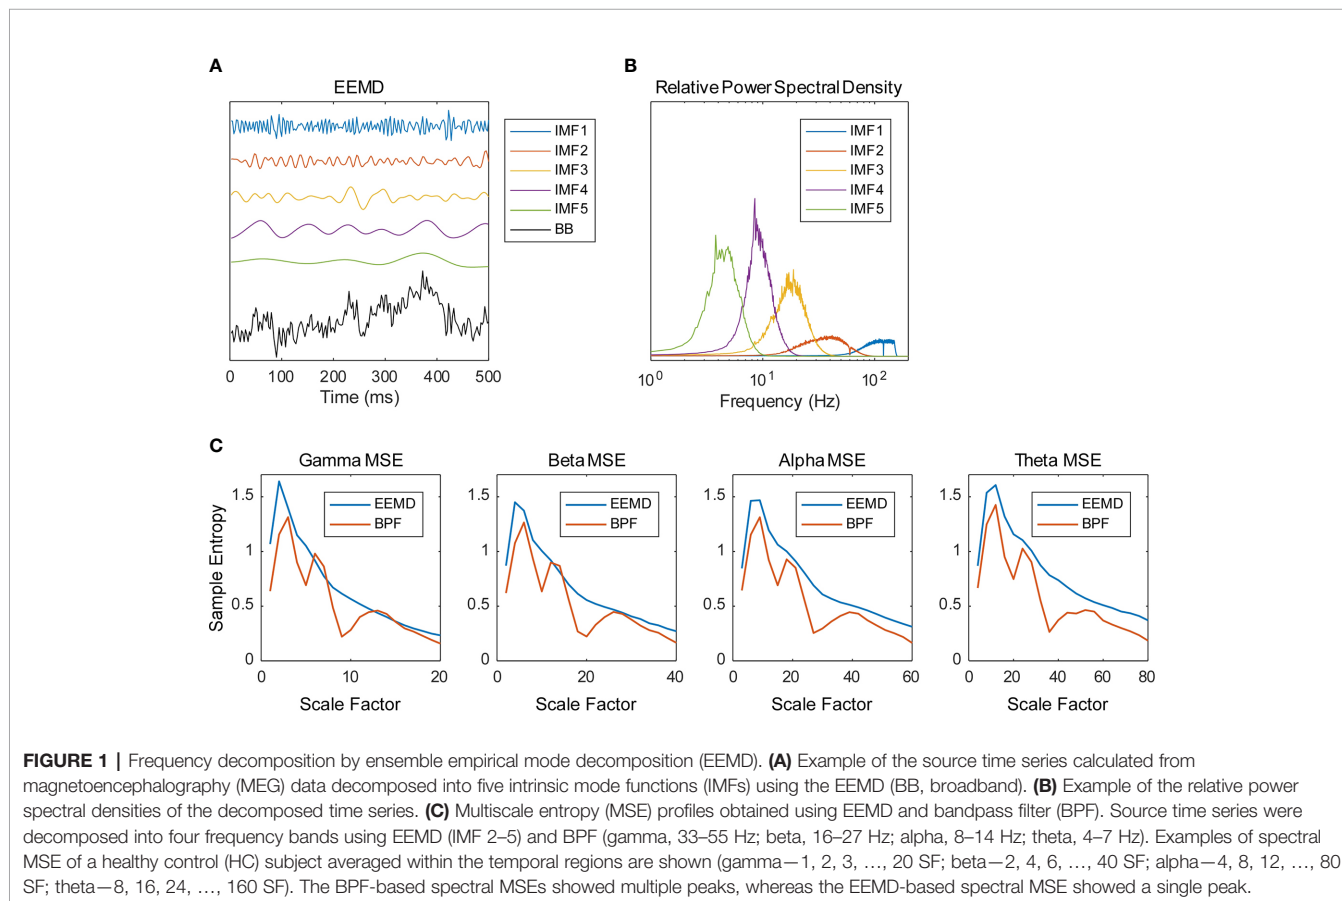 A
EEMD
IMF1
IMF2
IMF3
IMF4
IMF5
BB
0 100 200 300 400 500
Time (ms)
B
Relative Power Spectral Density
IMF1
IMF2
IMF3
IMF4
IMF5
10⁰ 10¹ 10²
Frequency (Hz)
C
Gamma MSE
EEMD
BPF
1.5
1
0.5
0
Sample Entropy
0 10 20
Scale Factor
Beta MSE
EEMD
BPF
1.5
1
0.5
0
0 20 40
Scale Factor
Alpha MSE
EEMD
BPF
1.5
1
0.5
0
0 20 40 60
Scale Factor
Theta MSE
EEMD
BPF
1.5
1
0.5
0
0 20 40 60 80
Scale Factor
FIGURE 1 | Frequency decomposition by ensemble empirical mode decomposition (EEMD). (A) Example of the source time series calculated from
magnetoencephalography (MEG) data decomposed into five intrinsic mode functions (IMFs) using the EEMD (BB, broadband). (B) Example of the relative power
spectral densities of the decomposed time series. (C) Multiscale entropy (MSE) profiles obtained using EEMD and bandpass filter (BPF). Source time series were
decomposed into four frequency bands using EEMD (IMF 2–5) and BPF (gamma, 33–55 Hz; beta, 16–27 Hz; alpha, 8–14 Hz; theta, 4–7 Hz). Examples of spectral
MSE of a healthy control (HC) subject averaged within the temporal regions are shown (gamma—1, 2, 3, …, 20 SF; beta—2, 4, 6, …, 40 SF; alpha—4, 8, 12, …, 80
SF; theta—8, 16, 24, …, 160 SF). The BPF-based spectral MSEs showed multiple peaks, whereas the EEMD-based spectral MSE showed a single peak.